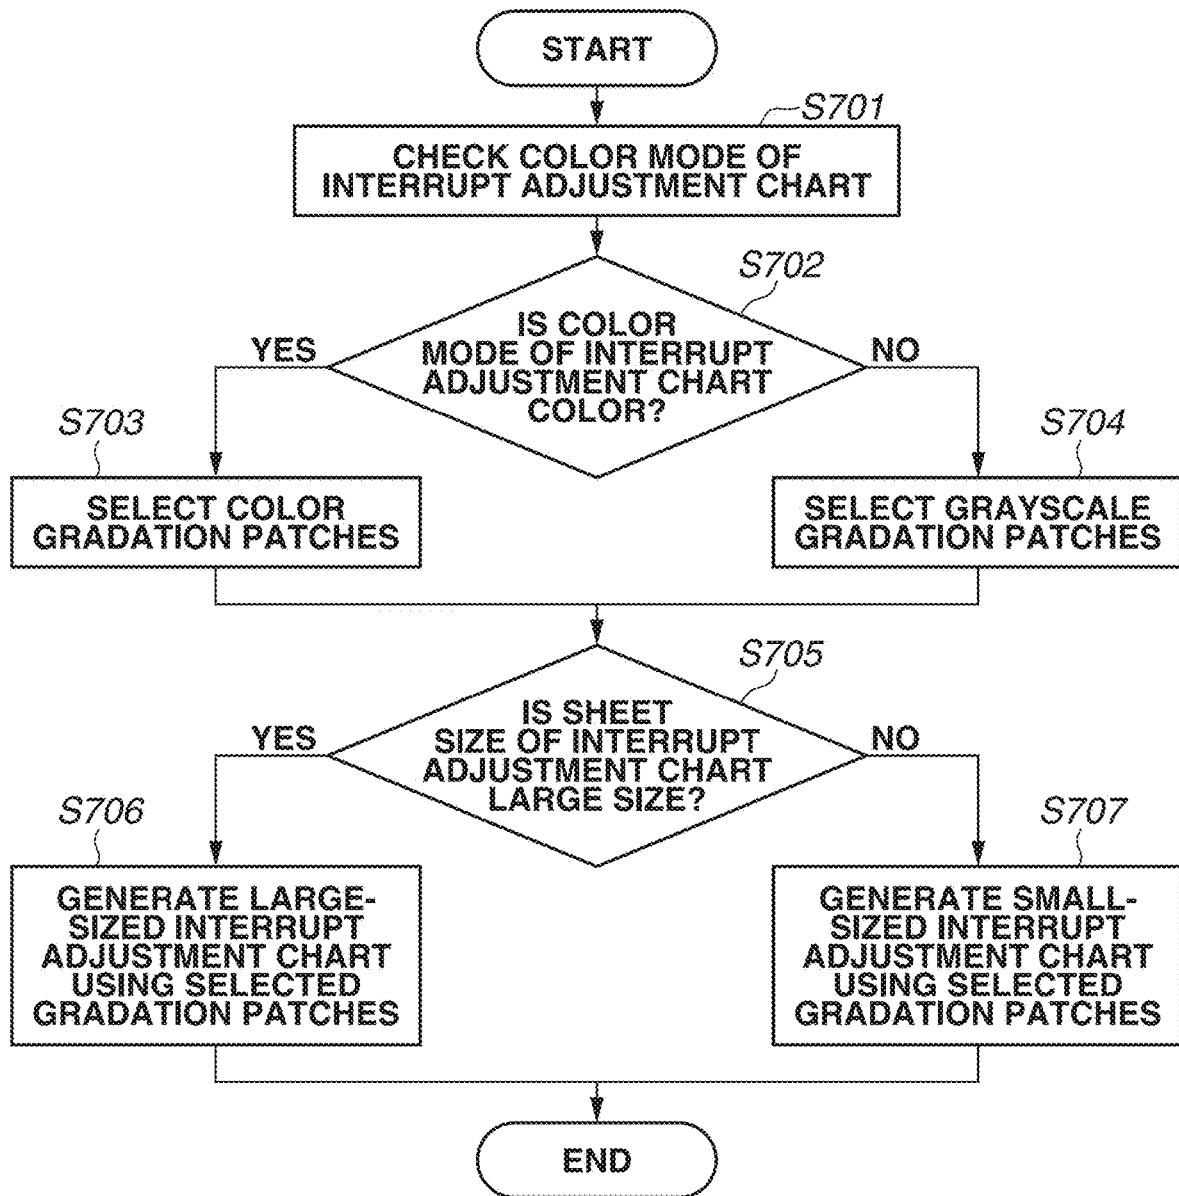 START
S701
CHECK COLOR MODE OF
INTERRUPT ADJUSTMENT CHART
S702
IS COLOR
MODE OF INTERRUPT
ADJUSTMENT CHART
COLOR?
YES
NO
S703
SELECT COLOR
GRADATION PATCHES
S704
SELECT GRAYSCALE
GRADATION PATCHES
S705
IS SHEET
SIZE OF INTERRUPT
ADJUSTMENT CHART
LARGE SIZE?
YES
NO
S706
GENERATE LARGE-
SIZED INTERRUPT
ADJUSTMENT CHART
USING SELECTED
GRADATION PATCHES
S707
GENERATE SMALL-
SIZED INTERRUPT
ADJUSTMENT CHART
USING SELECTED
GRADATION PATCHES
END